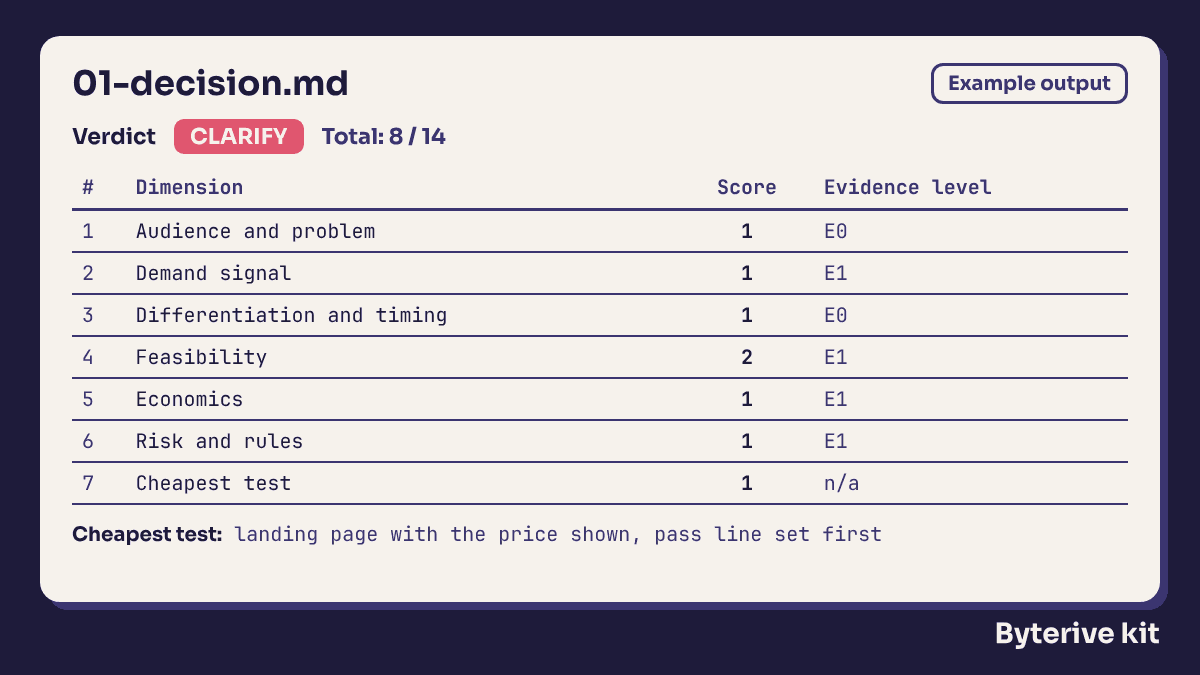 01-decision.md
Example output
Verdict CLARIFY Total: 8 / 14
# Dimension Score Evidence level
1 Audience and problem 1 E0
2 Demand signal 1 E1
3 Differentiation and timing 1 E0
4 Feasibility 2 E1
5 Economics 1 E1
6 Risk and rules 1 E1
7 Cheapest test 1 n/a
Cheapest test: landing page with the price shown, pass line set first
Byterive kit